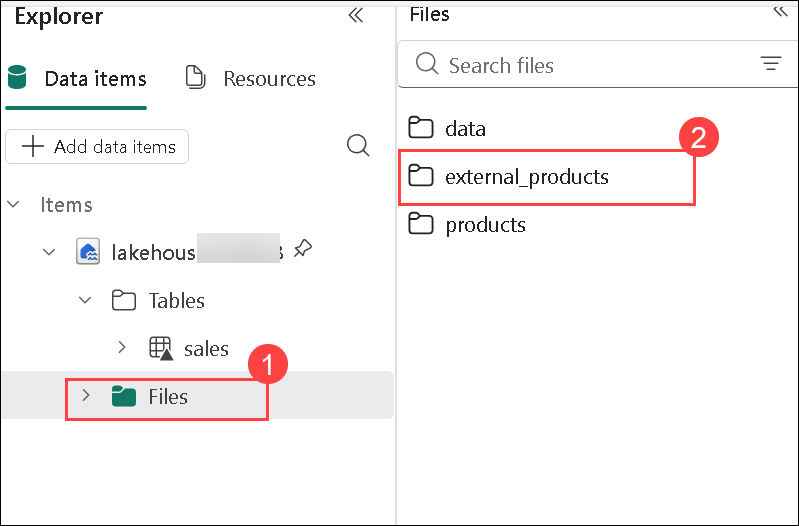 Explorer
Data items
Resources
Add data items
Items
lakehous
Tables
sales
1
Files
Files
Search files
data
2
external_products
products